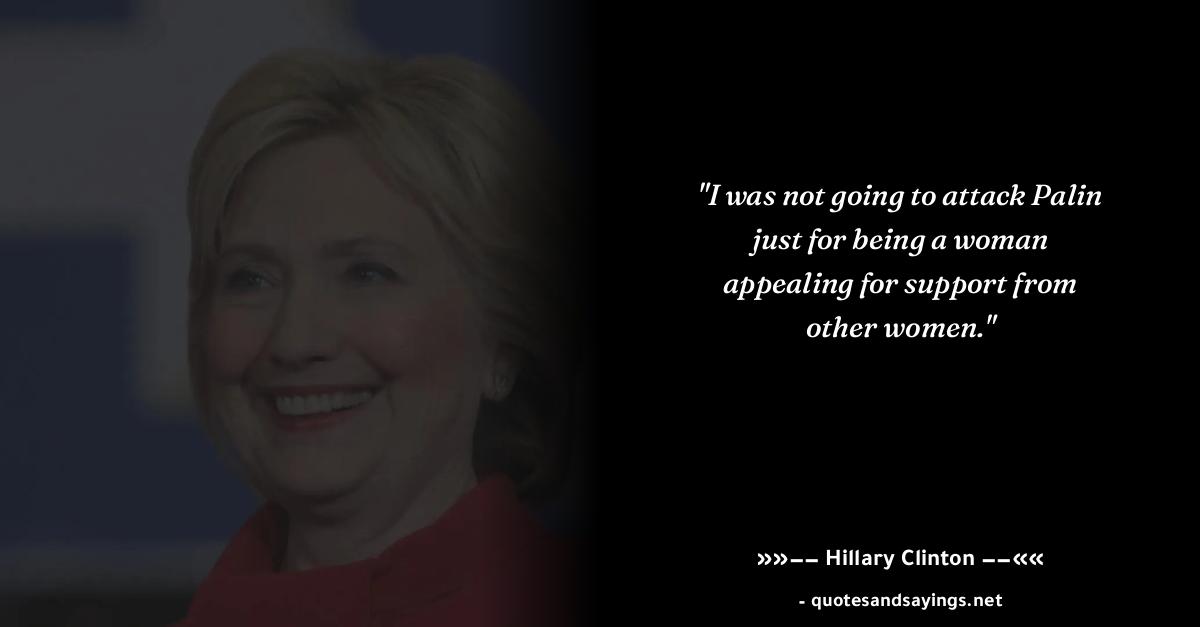 "I was not going to attack Palin
just for being a woman
appealing for support from
other women."
»»–– Hillary Clinton ––««
- quotesandsayings.net